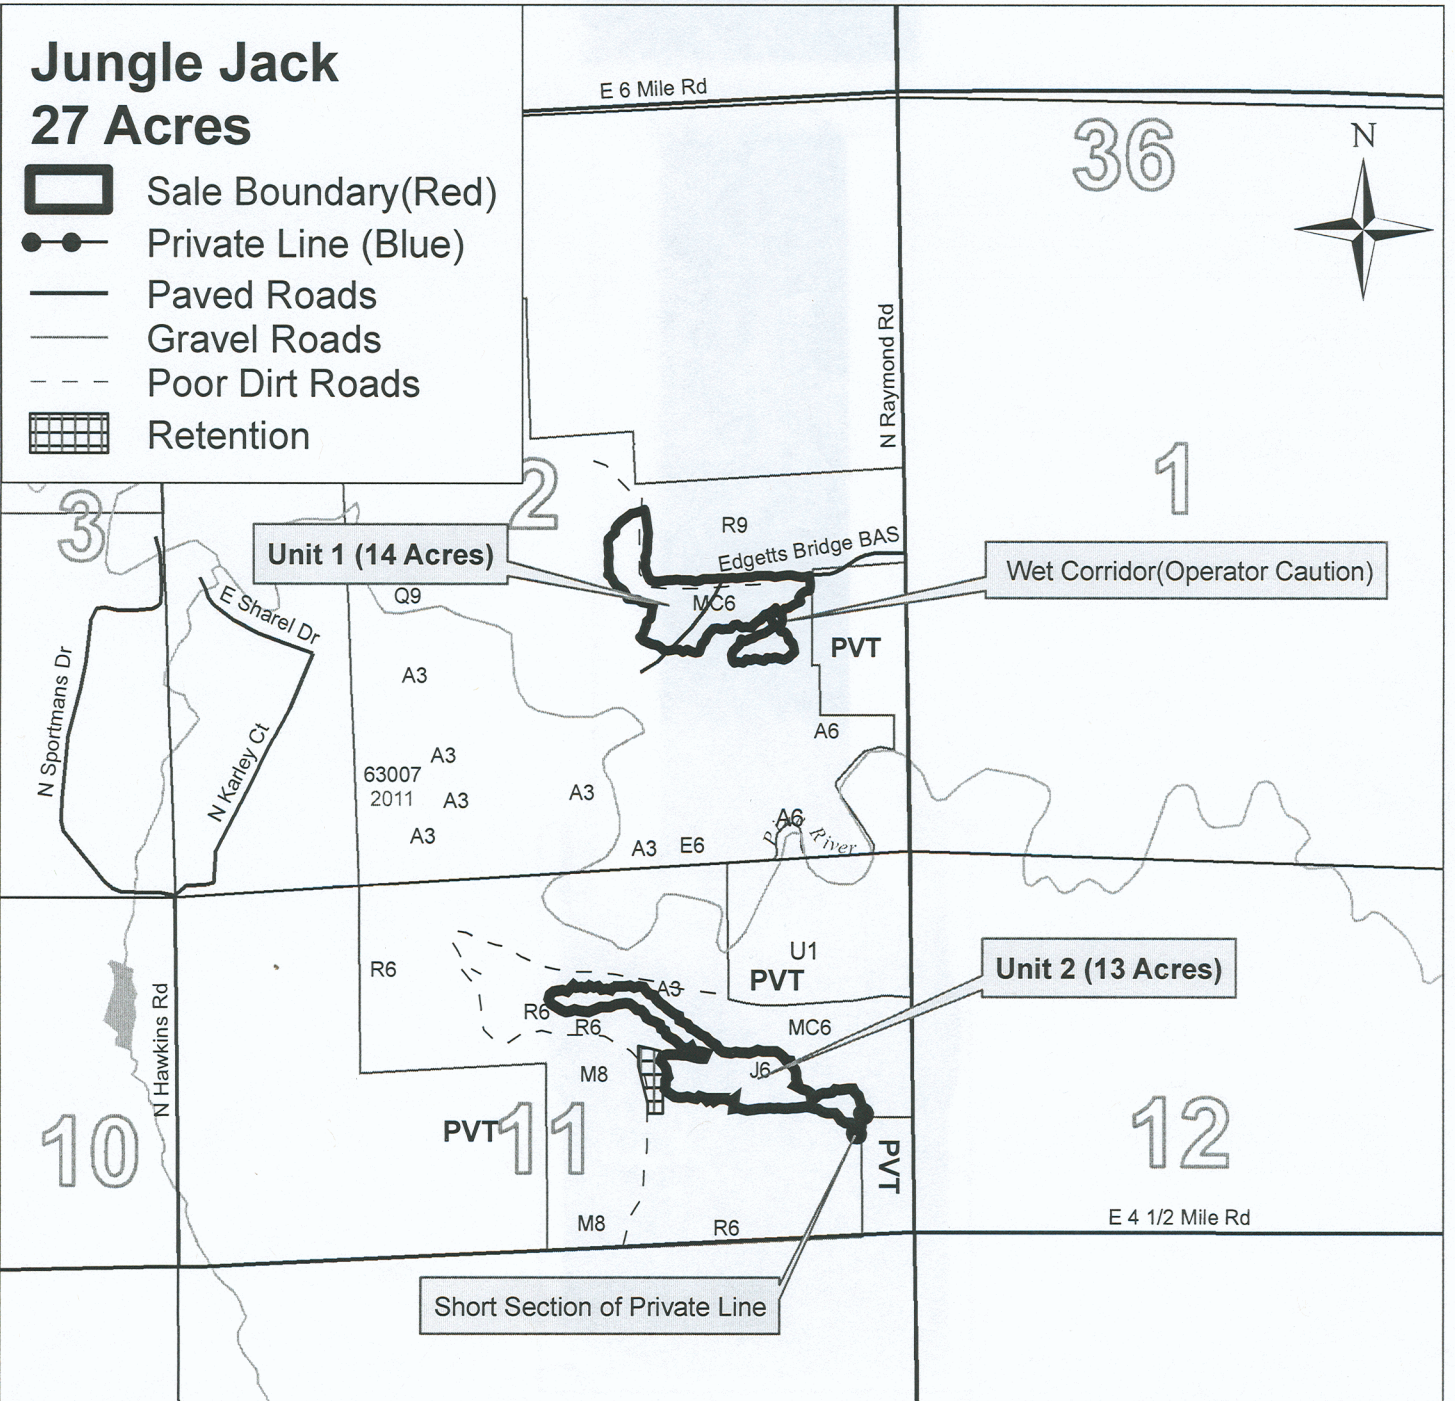 Jungle Jack
27 Acres
Sale Boundary(Red)
Private Line (Blue)
Paved Roads
Gravel Roads
Poor Dirt Roads
Retention
E 6 Mile Rd
36
N
N Raymond Rd
1
2
3
R9
Unit 1 (14 Acres)
Edgetts Bridge BAS
Wet Corridor(Operator Caution)
Q9
MC6
E Sharel Dr
PVT
A3
N Sportmans Dr
N Karley Ct
A6
A3
63007
2011
A3
A3
A3
A6
River
A3
E6
U1
PVT
R6
Unit 2 (13 Acres)
A3
R6
R6
MC6
N Hawkins Rd
M8
J6
10
PVT
11
PVT
12
M8
R6
E 4 1/2 Mile Rd
Short Section of Private Line